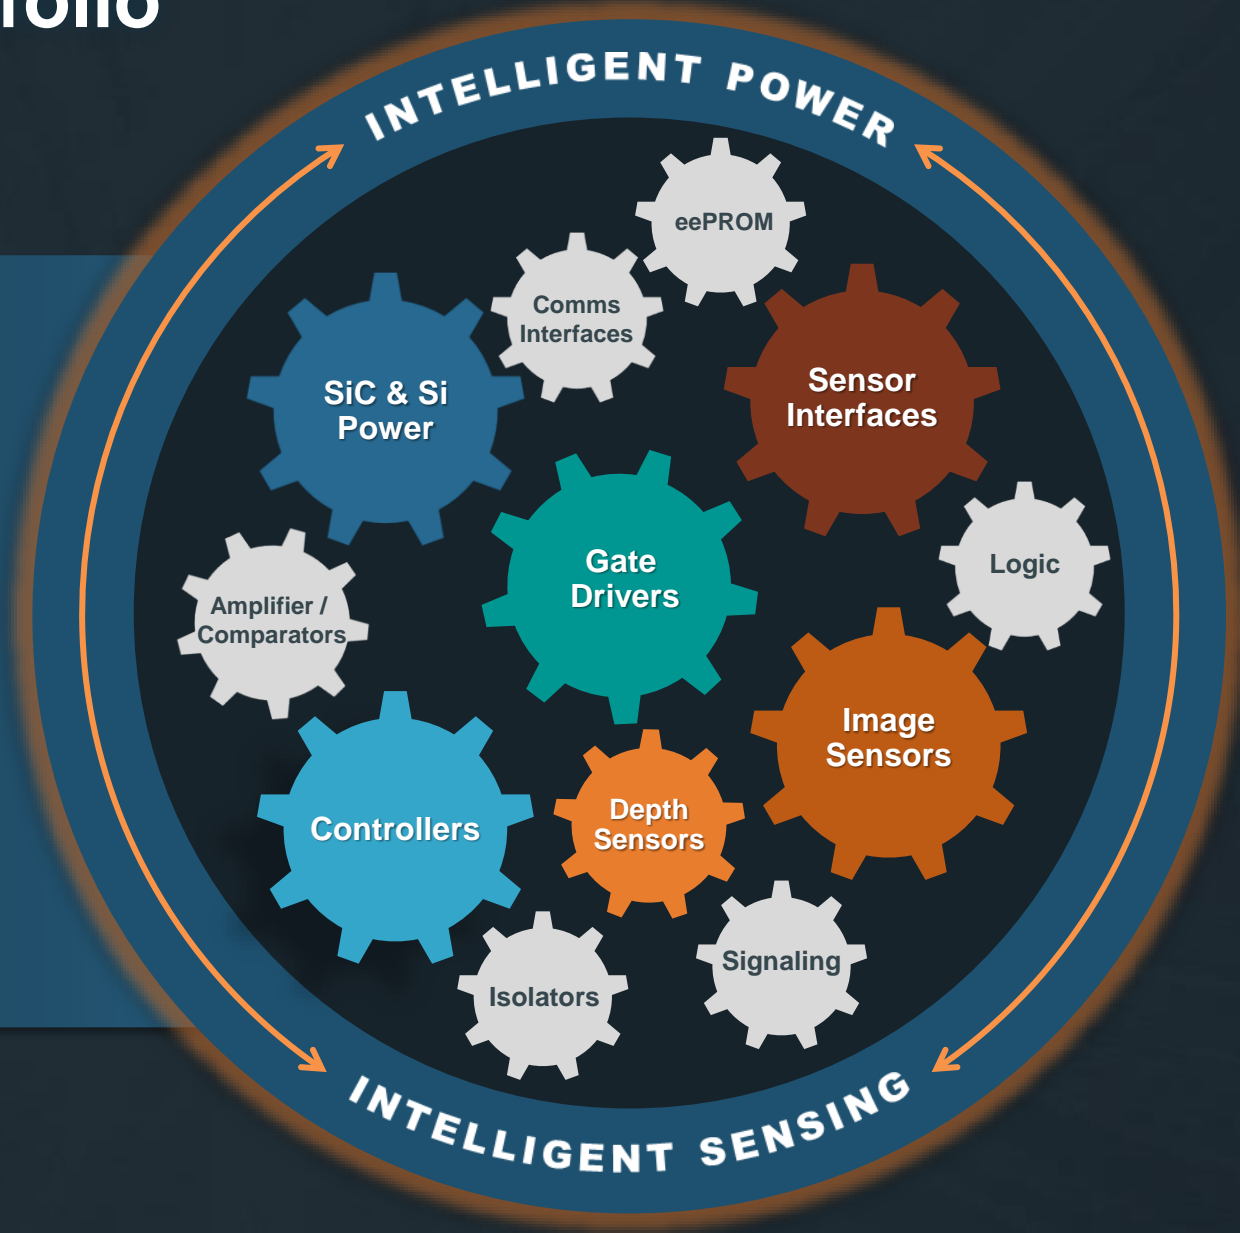 INTELLIGENT POWER
eePROM
Comms
Interfaces
SiC & Si
Power
Sensor
Interfaces
Gate
Drivers
Logic
Amplifier /
Comparators
Image
Sensors
Controllers
Depth
Sensors
Signaling
Isolators
INTELLIGENT SENSING